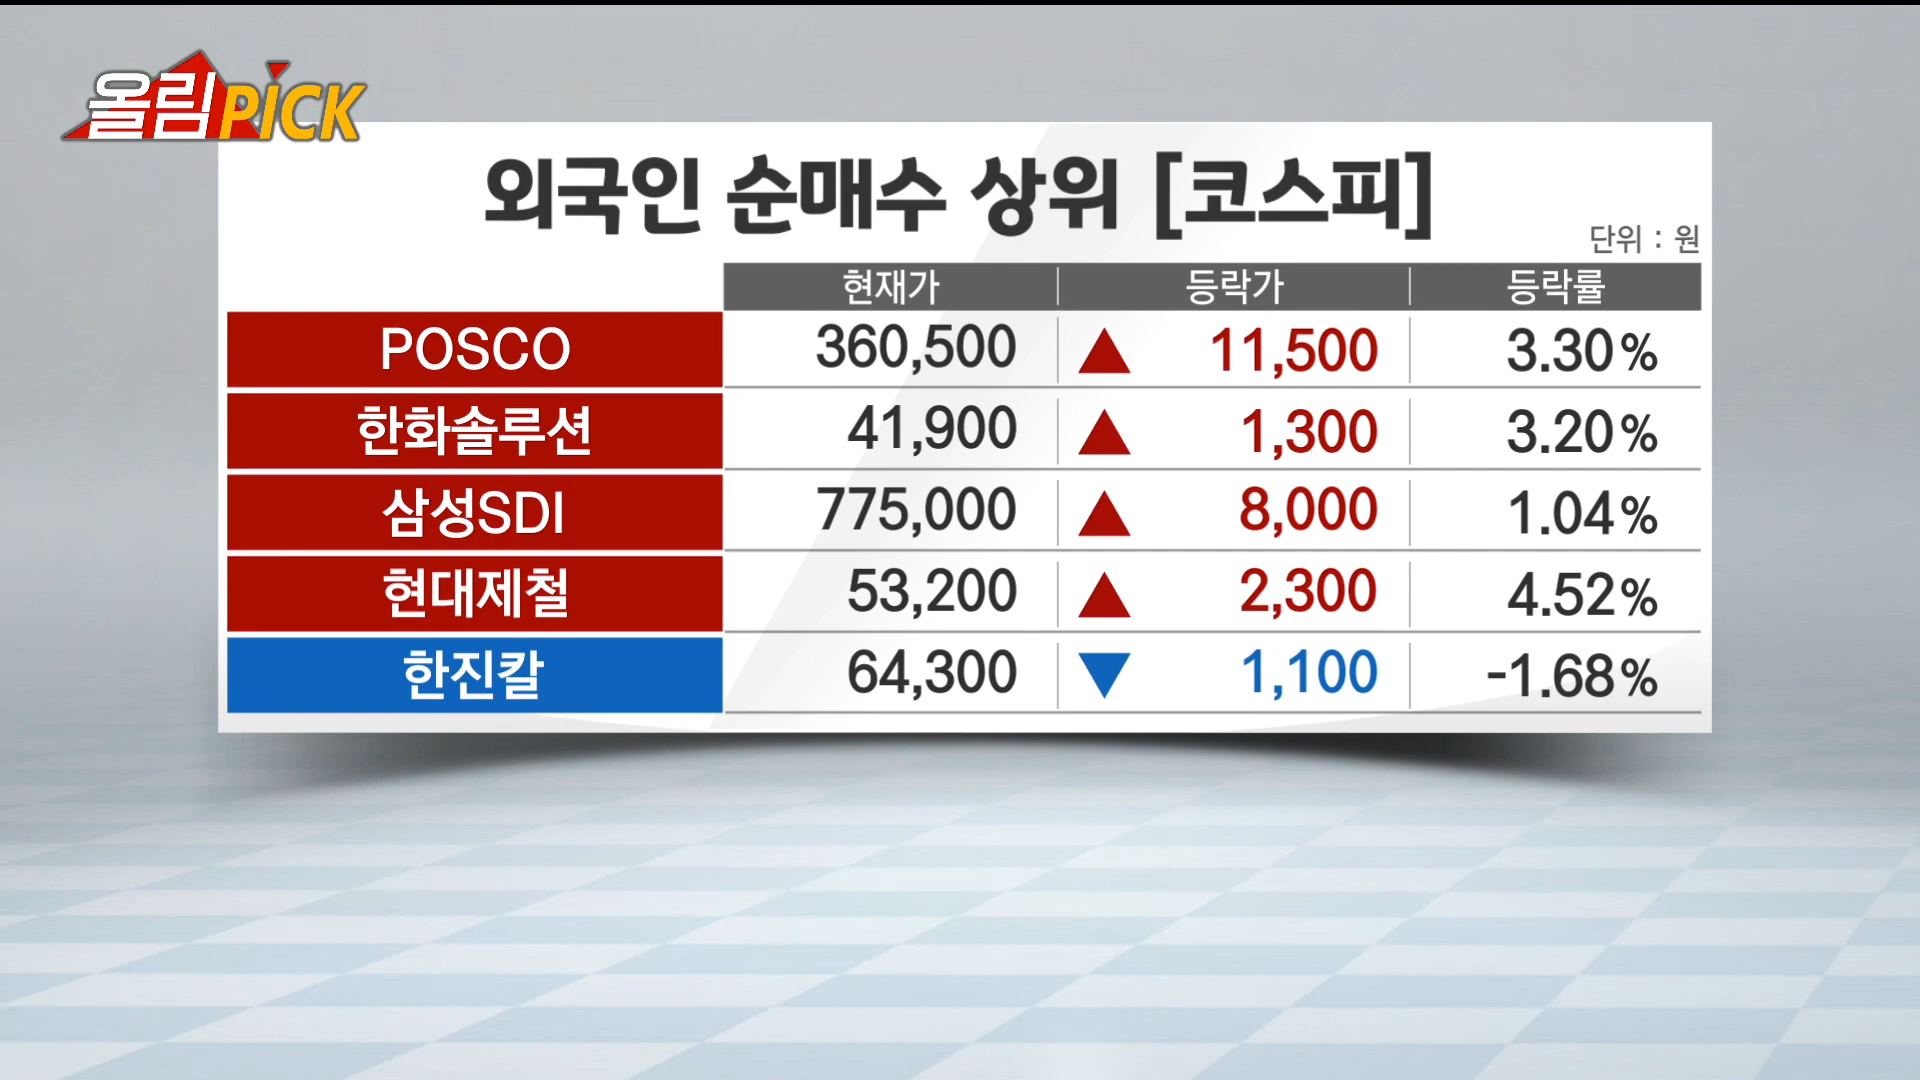 올림PICK
외국인 순매수 상위 [코스피]
단위 : 원
현재가 등락가 등락률
POSCO 360,500 ▲ 11,500 3.30%
한화솔루션 41,900 ▲ 1,300 3.20%
삼성SDI 775,000 ▲ 8,000 1.04%
현대제철 53,200 ▲ 2,300 4.52%
한진칼 64,300 ▼ 1,100 -1.68%